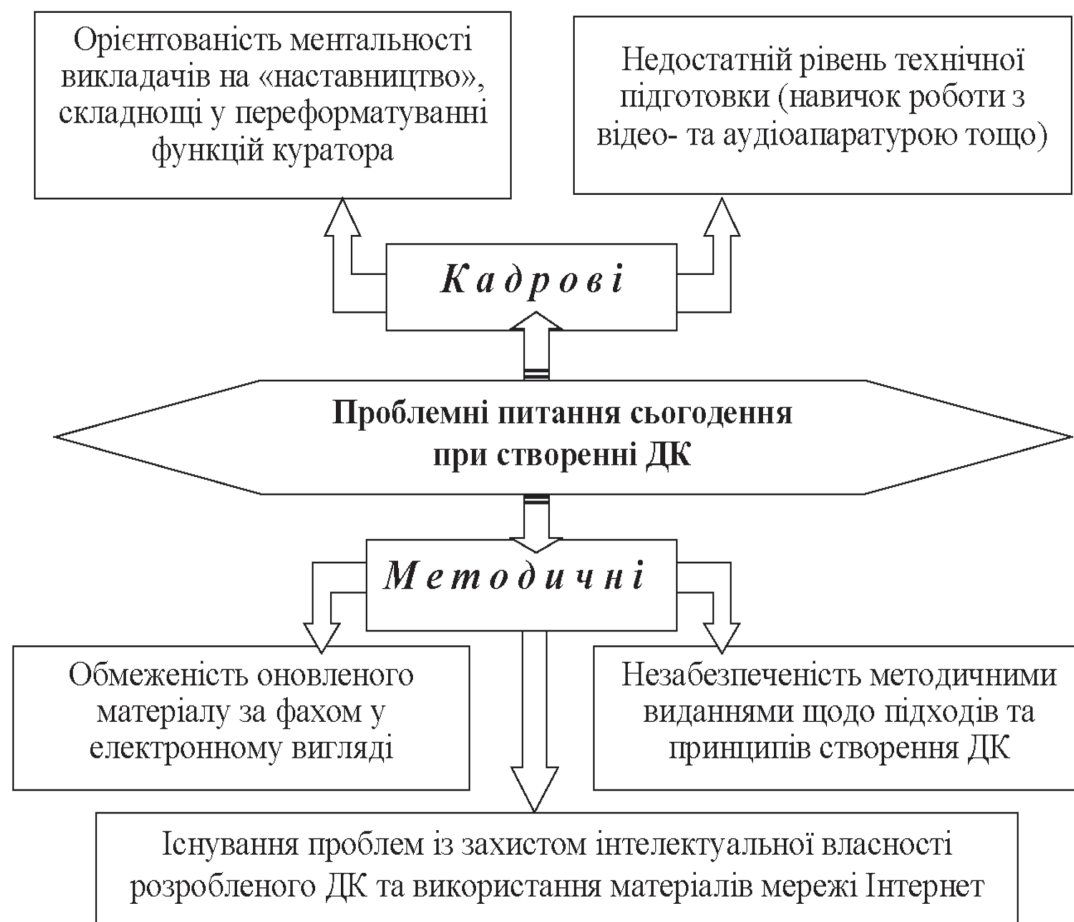 Орієнтованість ментальності
викладачів на «наставництво»,
складнощі у переформатуванні
функцій куратора
Недостатній рівень технічної
підготовки (навичок роботи з
відео- та аудіоапаратурою тощо)
Кадрові
Проблемні питання сьогодення
при створенні ДК
Методичні
Обмеженість оновленого
матеріалу за фахом у
електронному вигляді
Незабезпеченість методичними
виданнями щодо підходів та
принципів створення ДК
Існування проблем із захистом інтелектуальної власності
розробленого ДК та використання матеріалів мережі Інтернет